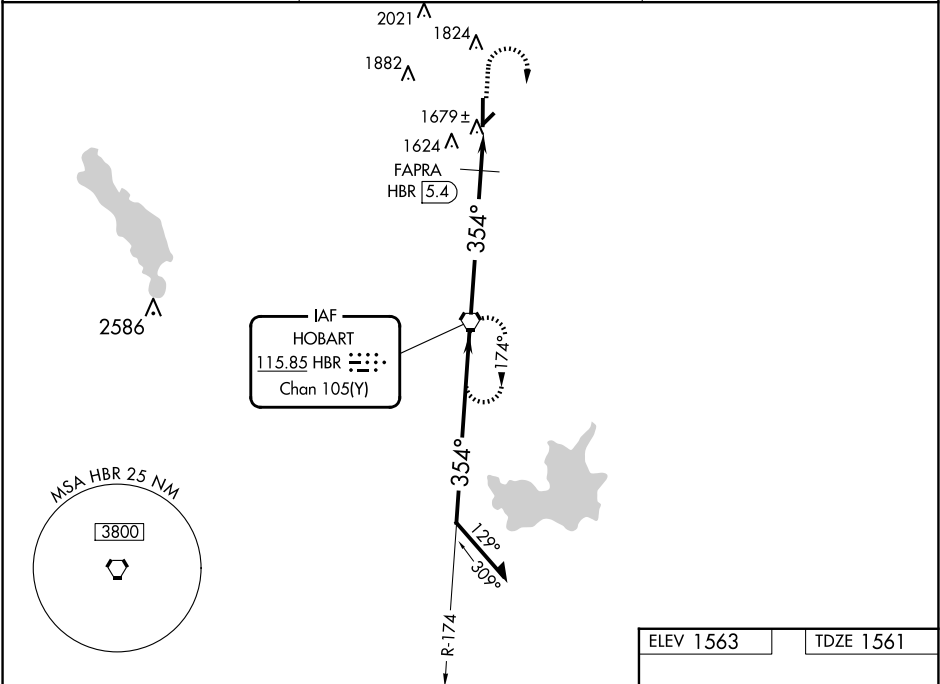 2021
1824
1882
1679 ±
1624
FAPRA
HBR 5.4
354°
2586
IAF
HOBART
115.85 HBR
Chan 105(Y)
174°
354°
MSA HBR 25 NM
3800
129°
309°
R-174
ELEV 1563
TDZE 1561